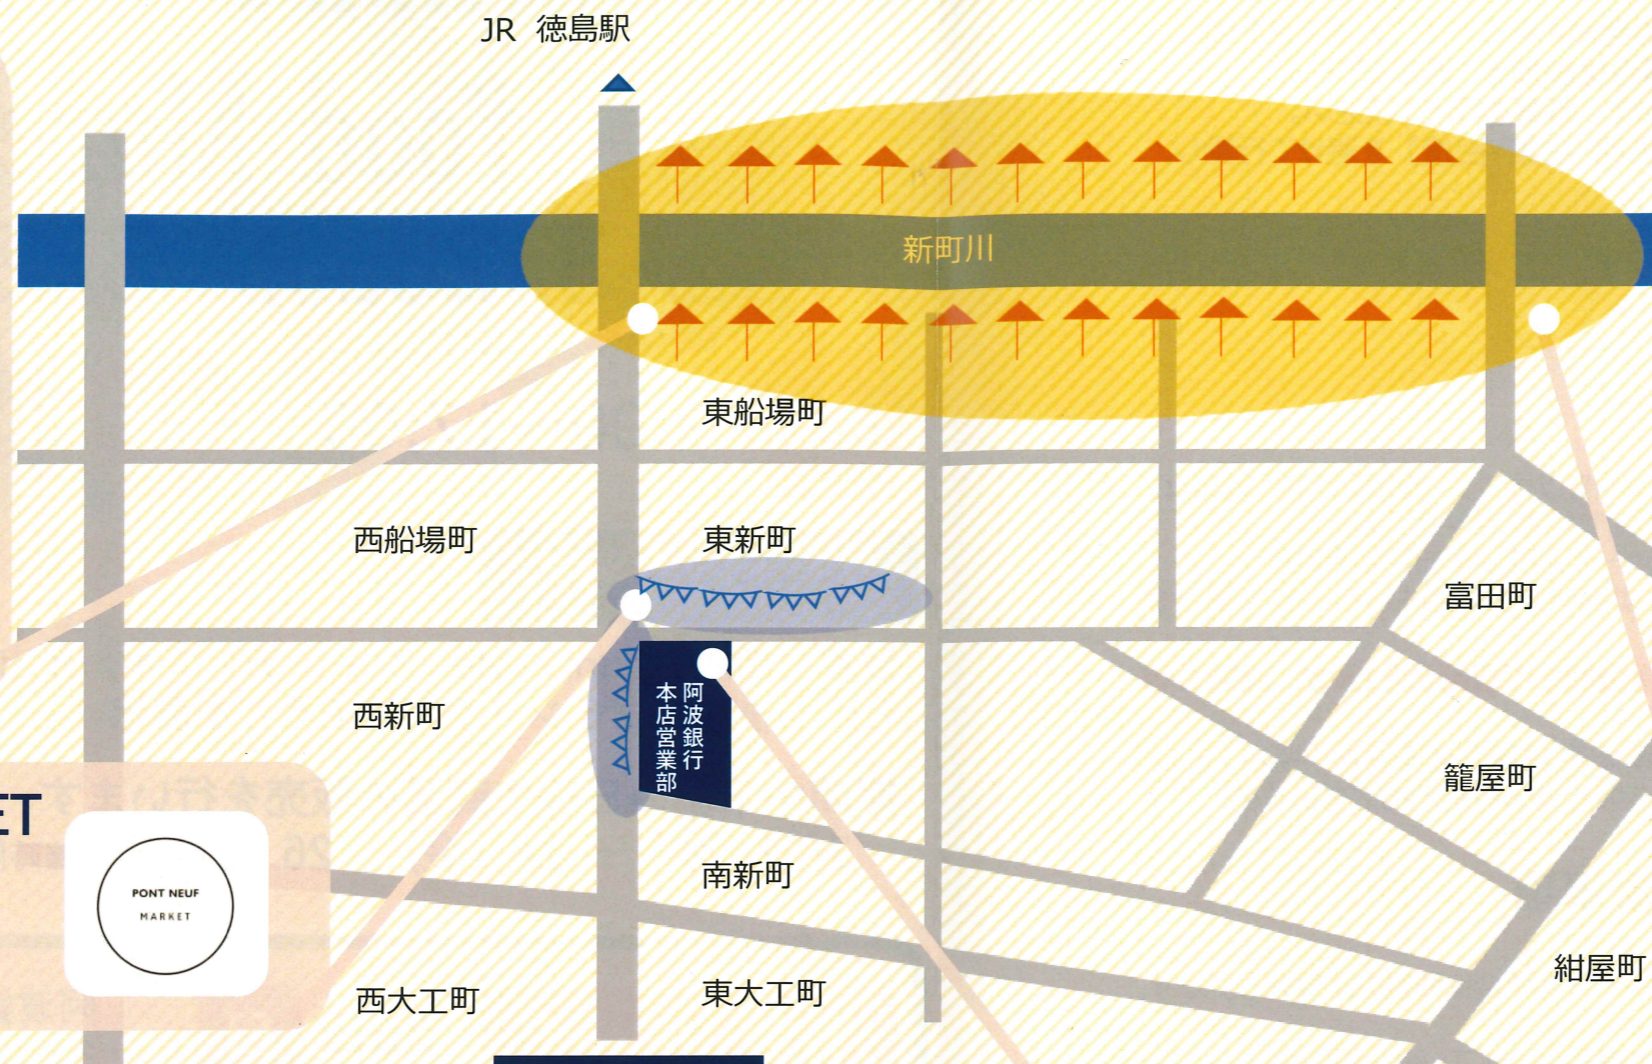 JR 徳島駅
新町川
東船場町
西船場町
東新町
富田町
阿波銀行
本店営業部
西新町
籠屋町
ET
PONT NEUF
MARKET
南新町
紺屋町
西大工町
東大工町